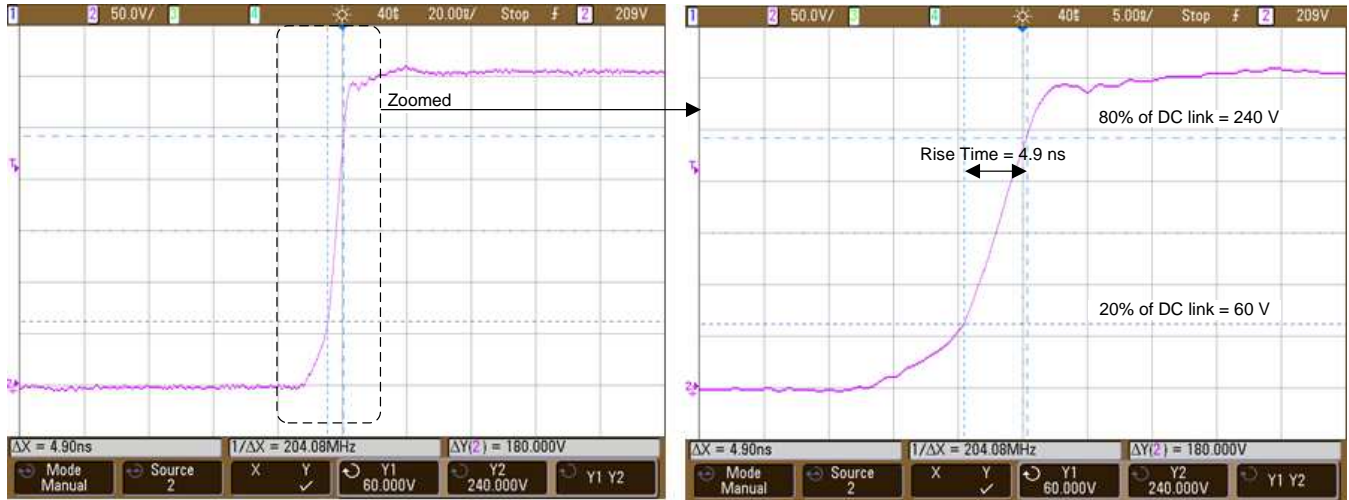 1 2 50.0V/ 3 4 40% 20.00%/ Stop 2 209V
Zoomed
T
2
ΔX = 4.90ns 1/ΔX = 204.08MHz ΔY(2) = 180.000V
Mode Manual Source 2 X Y ✓ Y1 60.000V Y2 240.000V Y1 Y2
1 2 50.0V/ 3 4 5.00%/ Stop 2 209V
80% of DC link = 240 V
Rise Time = 4.9 ns
20% of DC link = 60 V
T
2
ΔX = 4.90ns 1/ΔX = 204.08MHz ΔY(2) = 180.000V
Mode Manual Source 2 X Y ✓ Y1 60.000V Y2 240.000V Y1 Y2